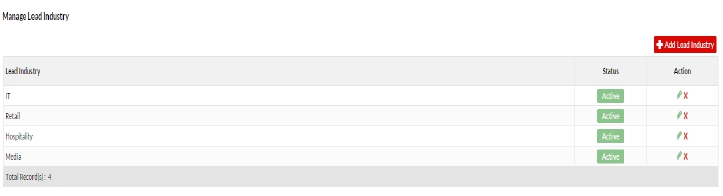 Manage Lead Industry
Add Lead Industry
Lead Industry Status Action
IT Active X
Retail Active X
Hospitality Active X
Media Active X
Total Record(s) : 4